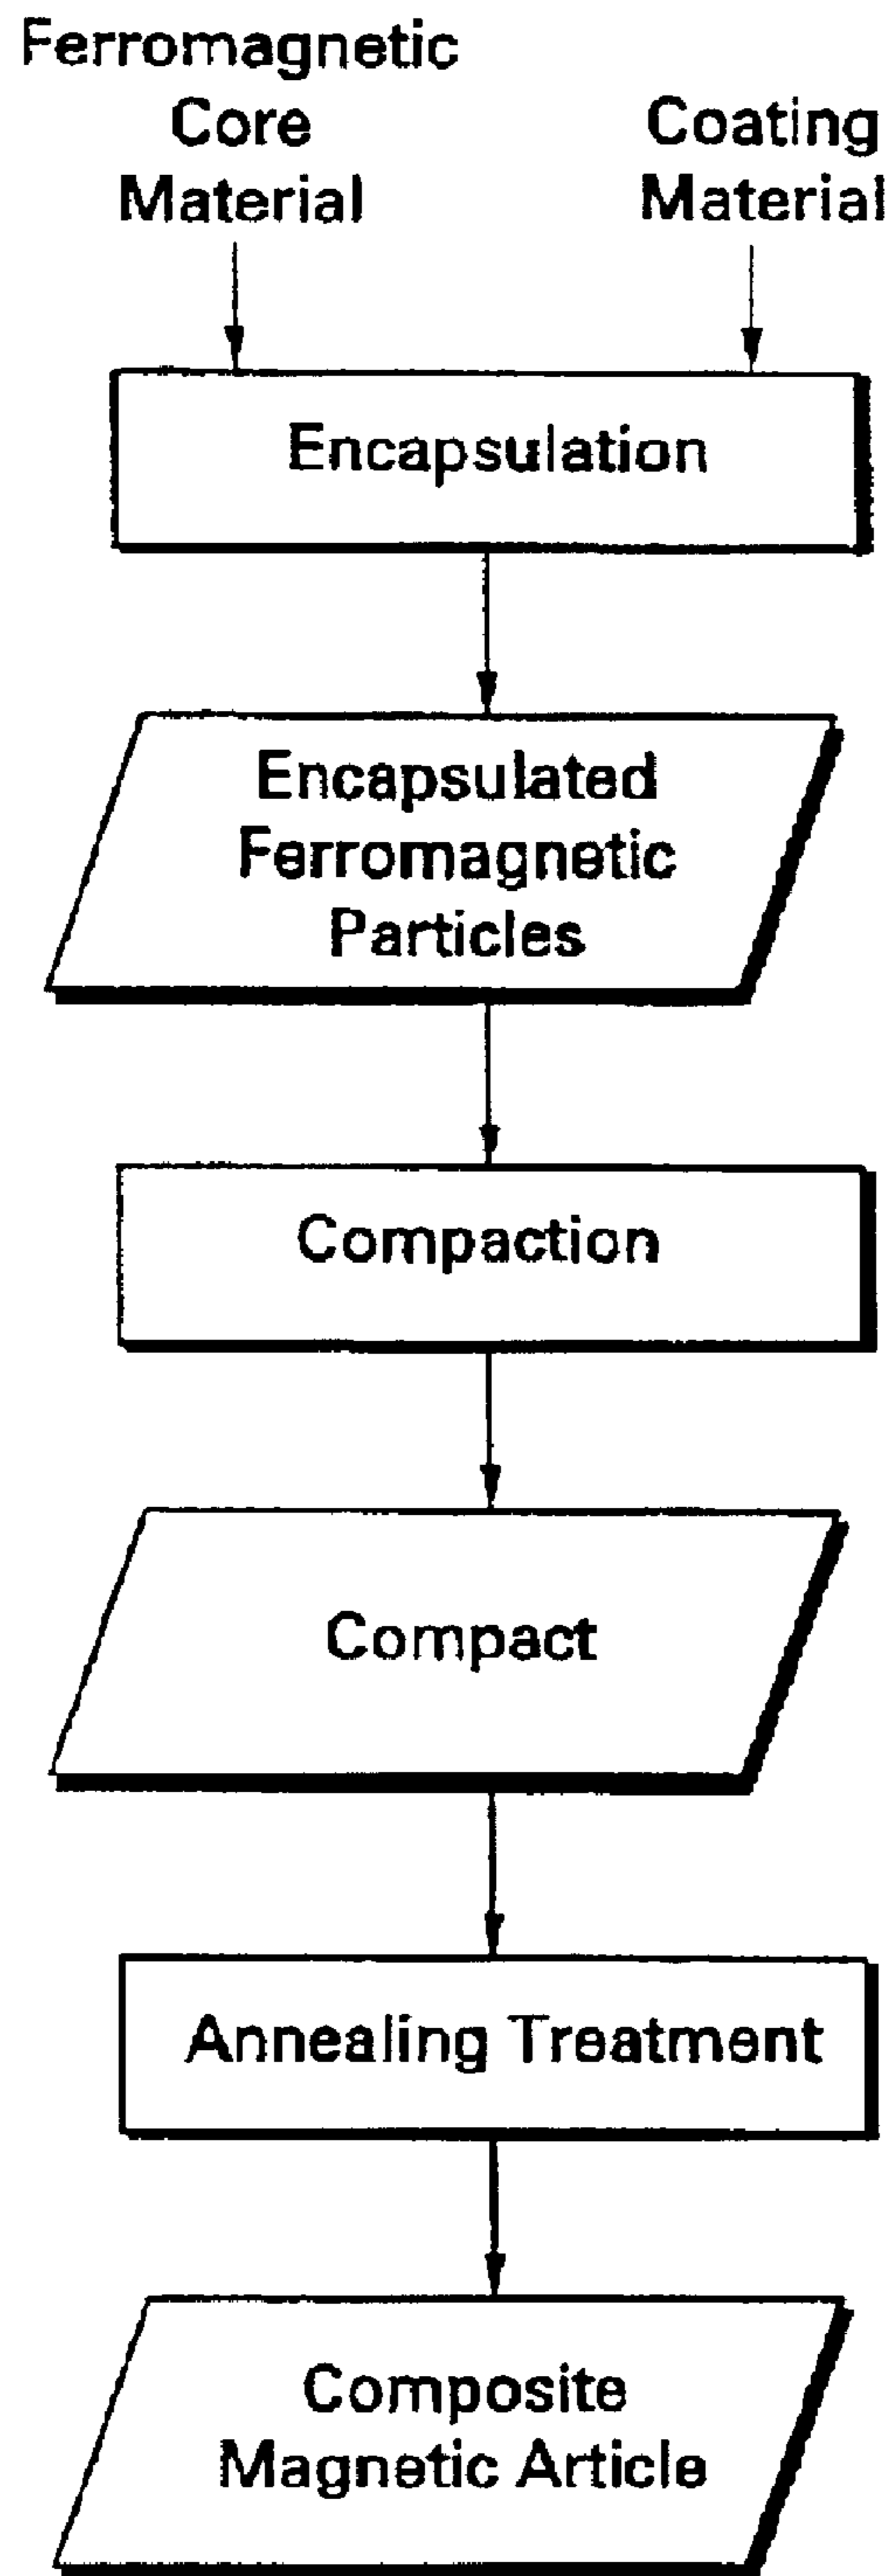 Ferromagnetic
Core
Material
Coating
Material
Encapsulation
Encapsulated
Ferromagnetic
Particles
Compaction
Compact
Annealing Treatment
Composite
Magnetic Article